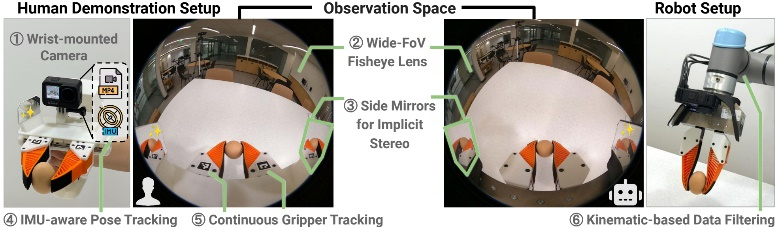 Human Demonstration Setup
Observation Space
Robot Setup
① Wrist-mounted
Camera
MP4
IMU
② Wide-FoV
Fisheye Lens
③ Side Mirrors
for Implicit
Stereo
④ IMU-aware Pose Tracking
⑤ Continuous Gripper Tracking
⑥ Kinematic-based Data Filtering